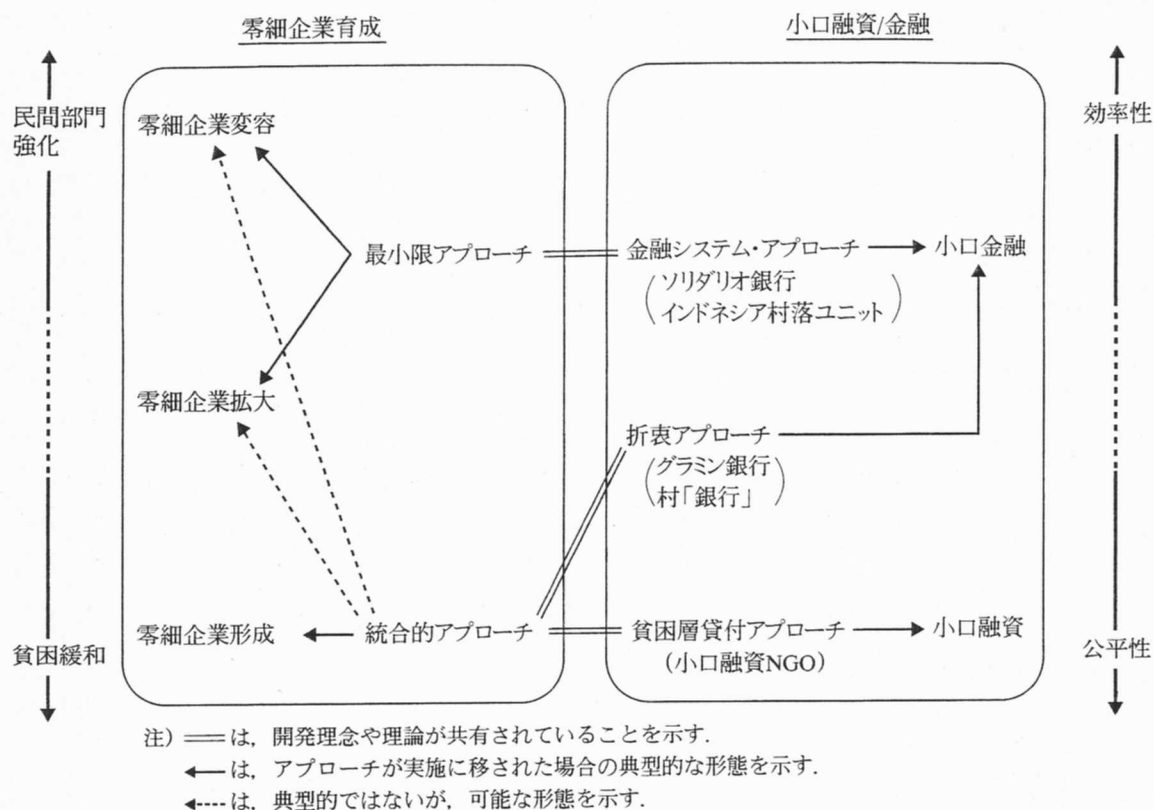 零細企業育成
小口融資/金融
民間部門
強化
零細企業変容
効率性
最小限アプローチ
金融システム・アプローチ
小口金融
(ソリダリオ銀行
インドネシア村落ユニット)
零細企業拡大
折衷アプローチ
(グラミン銀行
村「銀行」)
零細企業形成
統合的アプローチ
貧困層貸付アプローチ
小口融資
(小口融資NGO)
貧困緩和
公平性
注) ══は,開発理念や理論が共有されていることを示す.
←は,アプローチが実施に移された場合の典型的な形態を示す.
◄----は,典型的ではないが,可能な形態を示す.